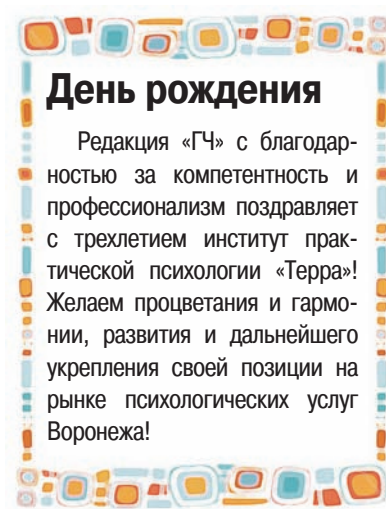 День рождения
Редакция «ГЧ» с благодар-
ностью за компетентность и
профессионализм поздравляет
с трехлетием институт прак-
тической психологии «Терра»!
Желаем процветания и гармо-
нии, развития и дальнейшего
укрепления своей позиции на
рынке психологических услуг
Воронежа!